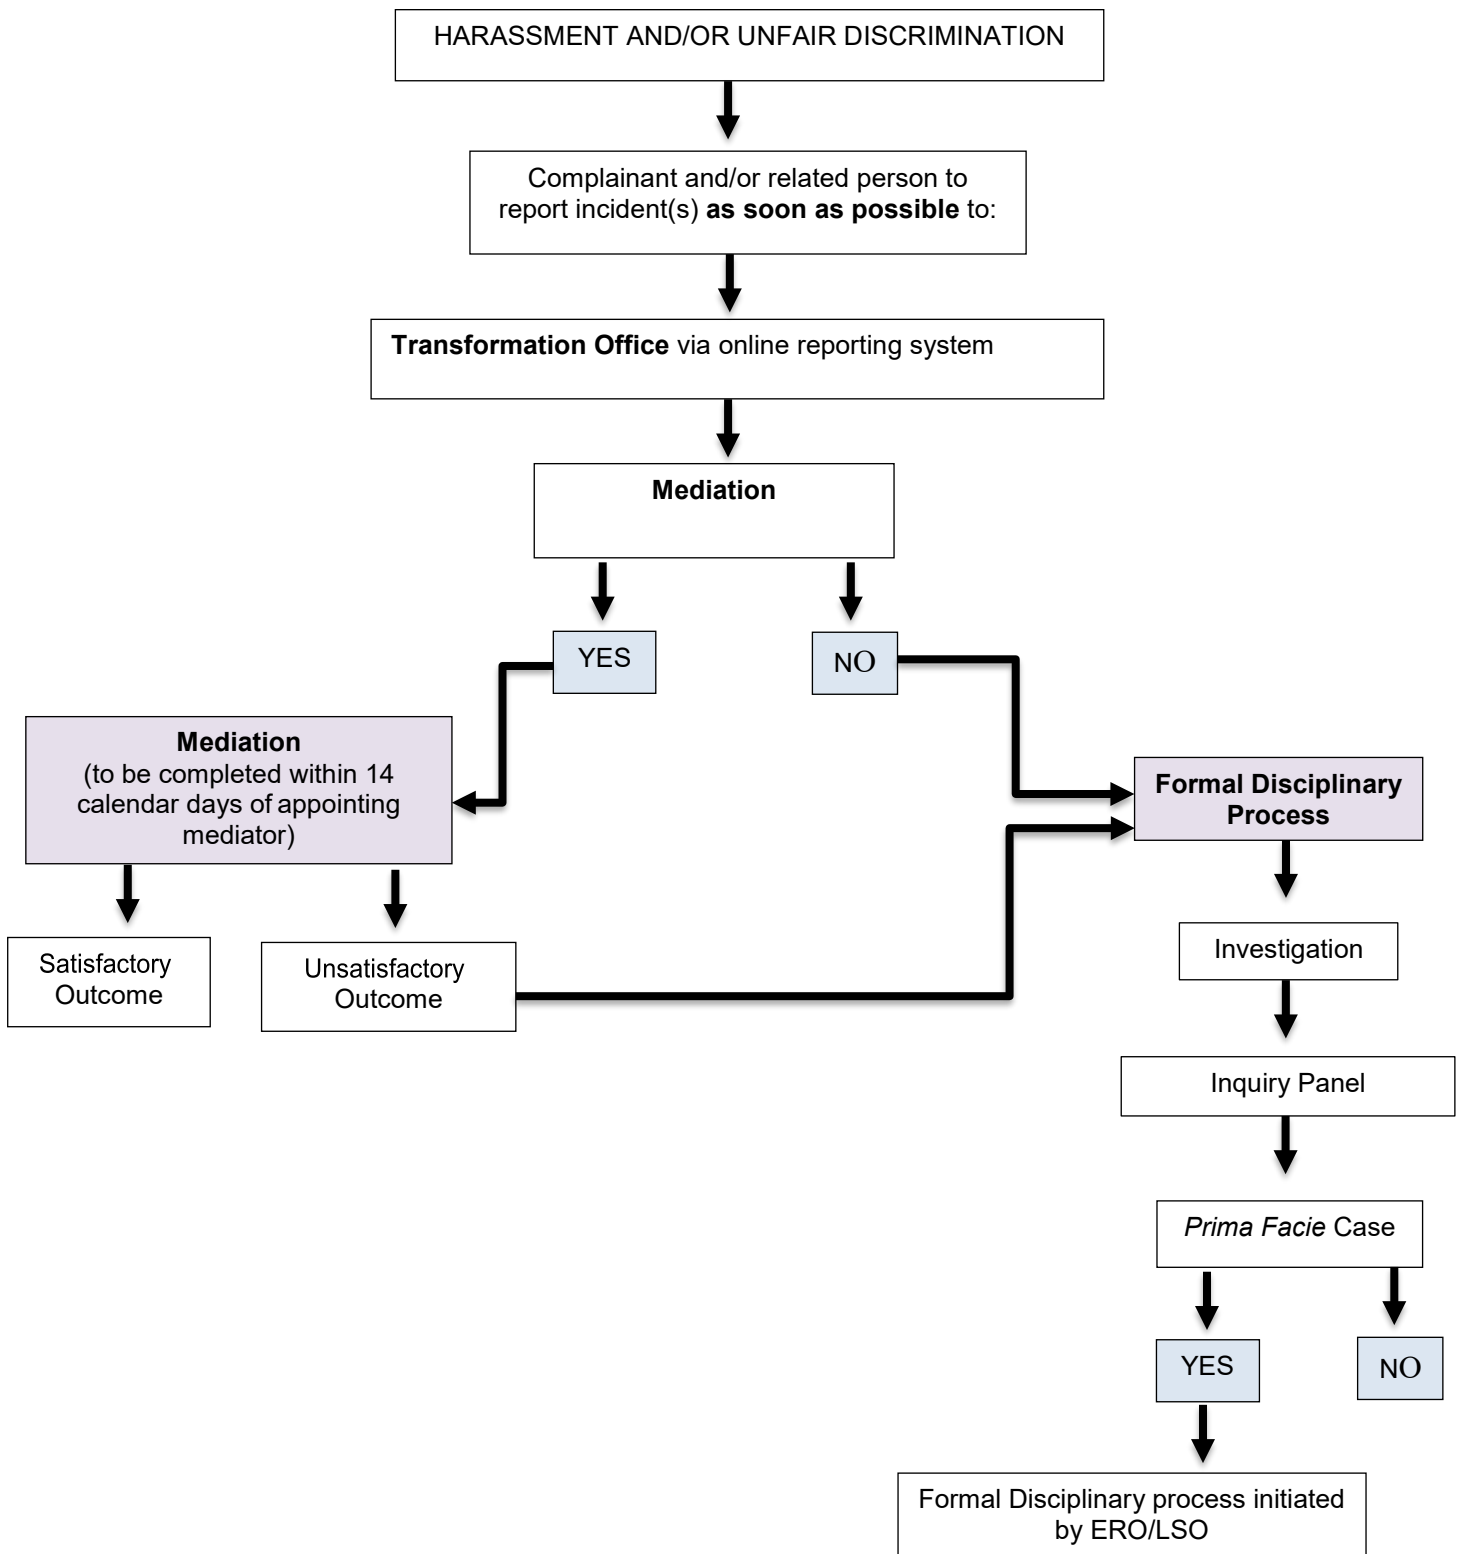 HARASSMENT AND/OR UNFAIR DISCRIMINATION
Complainant and/or related person to
report incident(s) as soon as possible to:
Transformation Office via online reporting system
Mediation
YES
NO
Mediation
(to be completed within 14
calendar days of appointing
mediator)
Formal Disciplinary
Process
Satisfactory
Outcome
Unsatisfactory
Outcome
Investigation
Inquiry Panel
Prima Facie Case
YES
NO
Formal Disciplinary process initiated
by ERO/LSO